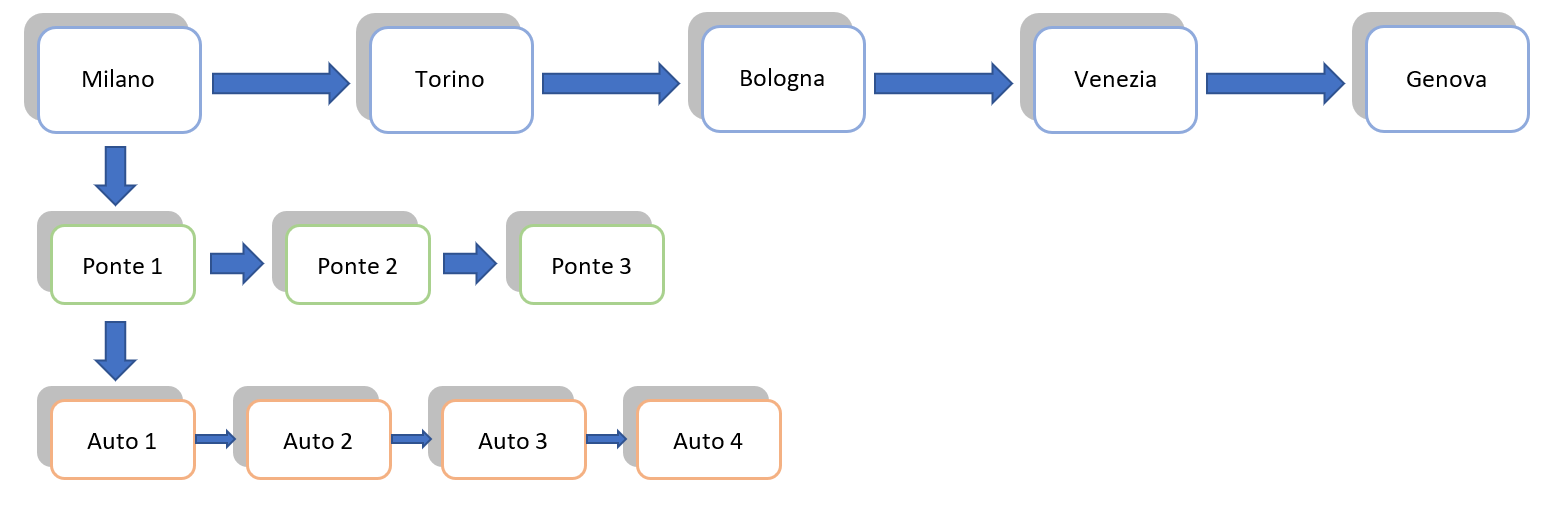 Milano
Torino
Bologna
Venezia
Genova
Ponte 1
Ponte 2
Ponte 3
Auto 1
Auto 2
Auto 3
Auto 4